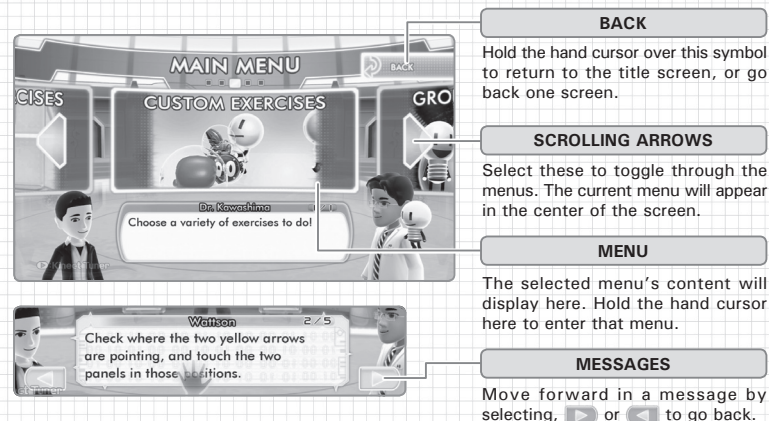 BACK
Hold the hand cursor over this symbol
to return to the title screen, or go
back one screen.
SCROLLING ARROWS
Select these to toggle through the
menus. The current menu will appear
in the center of the screen.
MENU
The selected menu's content will
display here. Hold the hand cursor
here to enter that menu.
MESSAGES
Move forward in a message by
selecting, or to go back.
MAIN MENU
BACK
CISES
CUSTOM EXERCISES
GRO
Dr. Kawashima
Choose a variety of exercises to do!
Kinect Tuner
Wattson 2/5
Check where the two yellow arrows
are pointing, and touch the two
panels in those positions.
Tuner